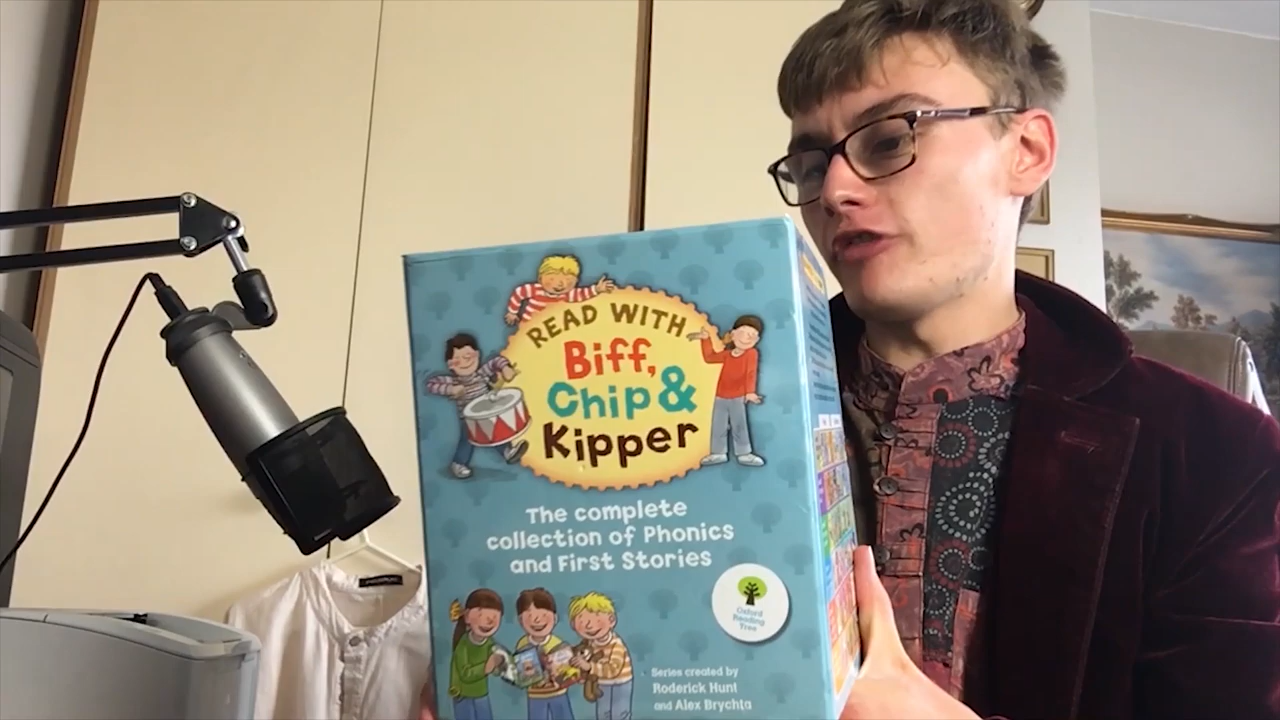 READ WITH
Biff,
Chip &
Kipper
The complete
collection of Phonics
and First Stories
Oxford
Reading
Tree
Series created by
Roderick Hunt
and Alex Brychta